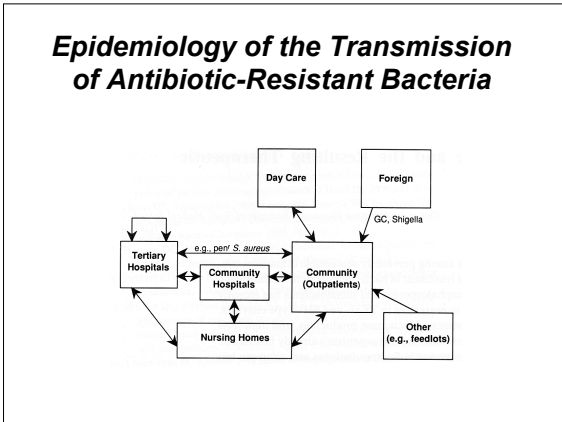 Epidemiology of the Transmission
of Antibiotic-Resistant Bacteria
Day Care
Foreign
GC, Shigella
e.g., penʳ S. aureus
Tertiary
Hospitals
Community
Hospitals
Community
(Outpatients)
Nursing Homes
Other
(e.g., feedlots)